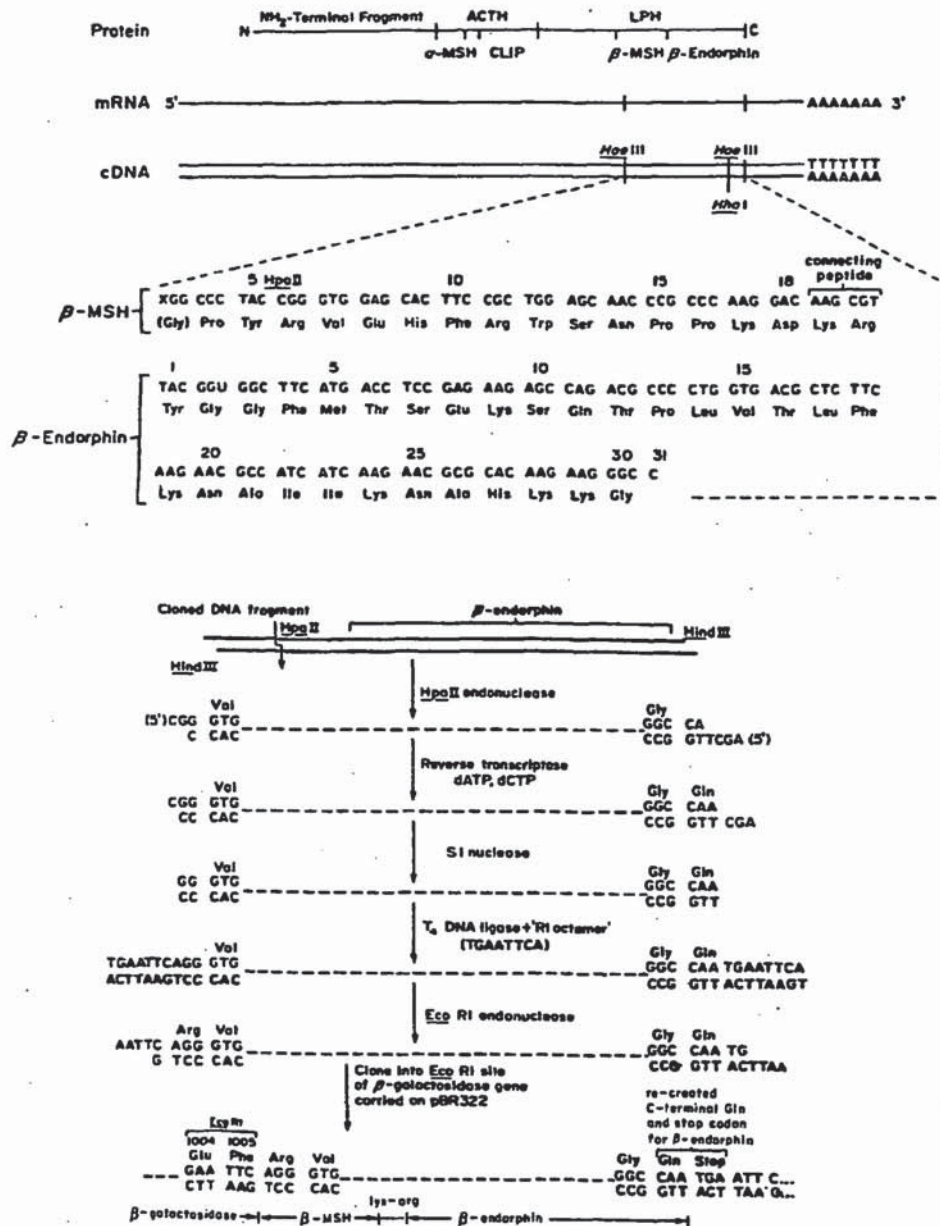 NH₂-Terminal Fragment ACTH LPH
Protein N C
α-MSH CLIP β-MSH β-Endorphin
mRNA 5' AAAAAAA 3'
Hae III Hae III
cDNA TTTTTTT
AAAAAAA
Hha I
connecting
peptide
5 HpaII 10 15 18
β-MSH XGG CCC TAC CGG GTG GAG CAC TTC CGC TGG AGC AAC CCG CCC AAG GAC AAG CGT
(Gly) Pro Tyr Arg Val Glu His Phe Arg Trp Ser Asn Pro Pro Lys Asp Lys Arg
1 5 10 15
TAC GGU GGC TTC ATG ACC TCC GAG AAG AGC CAG ACG CCC CTG GTG ACG CTC TTC
Tyr Gly Gly Phe Met Thr Ser Glu Lys Ser Gln Thr Pro Leu Val Thr Leu Phe
β-Endorphin
20 25 30 31
AAG AAC GCC ATC ATC AAG AAC GCG CAC AAG AAG GGC C
Lys Asn Ala Ile Ile Lys Asn Ala His Lys Lys Gly
Cloned DNA fragment β-endorphin
HpaII Hind III
Hind III
HpaII endonuclease
Val Gly
(5')CGG GTG GGC CA
C CAC CCG GTTCGA (5')
Reverse transcriptase
dATP, dCTP
Val Gly Gln
CGG GTG GGC CAA
CC CAC CCG GTT CGA
S1 nuclease
Val Gly Gln
GG GTG GGC CAA
CC CAC CCG GTT
T₄ DNA ligase + 'RI octamer'
(TGAATTCA)
Val Gly Gln
TGAATTCAGG GTG GGC CAA TGAATTCA
ACTTAAGTCC CAC CCG GTT ACTTAAGT
Eco RI endonuclease
Arg Val Gly Gln
AATTC AGG GTG GGC CAA TG
G TCC CAC CCG GTT ACTTAA
Clone into Eco RI site
of β-galactosidase gene
carried on pBR322
re-created
C-terminal Gln
and stop codon
for β-endorphin
Eco RI
1004 1005
Glu Phe Arg Val Gly Gln Stop
GAA TTC AGG GTG GGC CAA TGA ATT C...
CTT AAG TCC CAC CCG GTT ACT TAA G...
lys-arg
β-galactosidase β-MSH β-endorphin